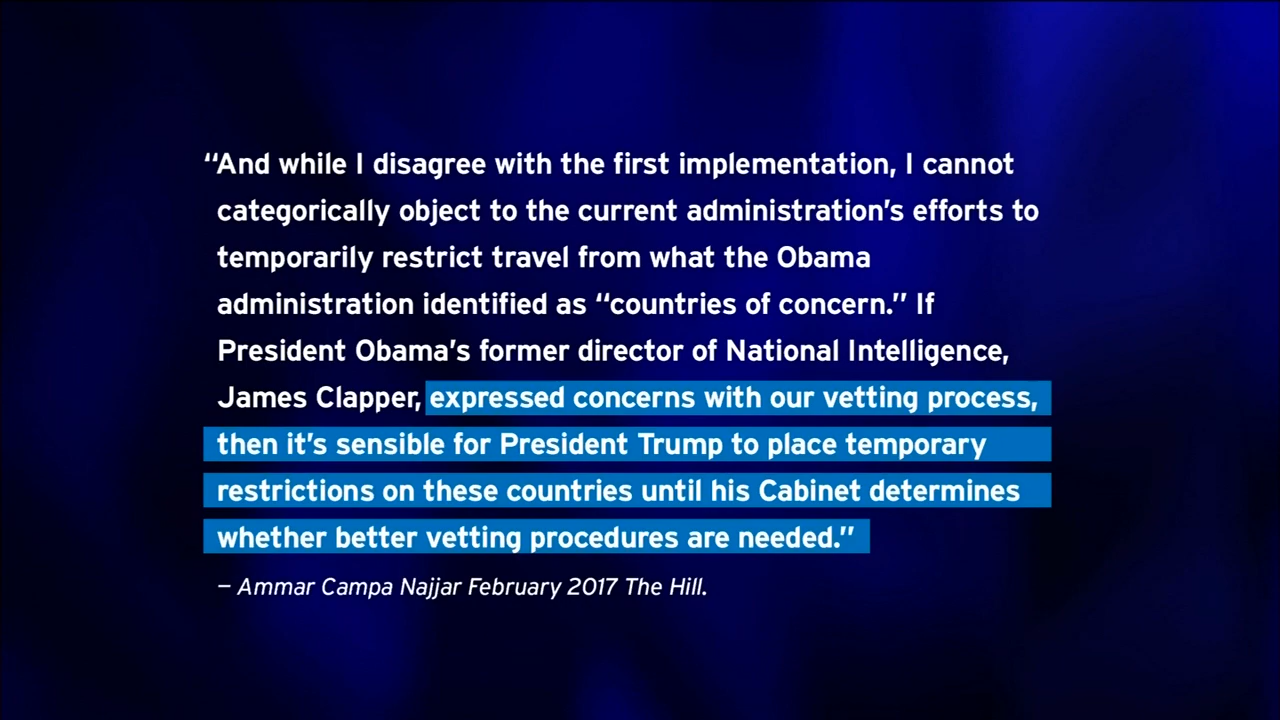 “And while I disagree with the first implementation, I cannot
categorically object to the current administration’s efforts to
temporarily restrict travel from what the Obama
administration identified as “countries of concern.” If
President Obama’s former director of National Intelligence,
James Clapper, expressed concerns with our vetting process,
then it’s sensible for President Trump to place temporary
restrictions on these countries until his Cabinet determines
whether better vetting procedures are needed.”
– Ammar Campa Najjar February 2017 The Hill.